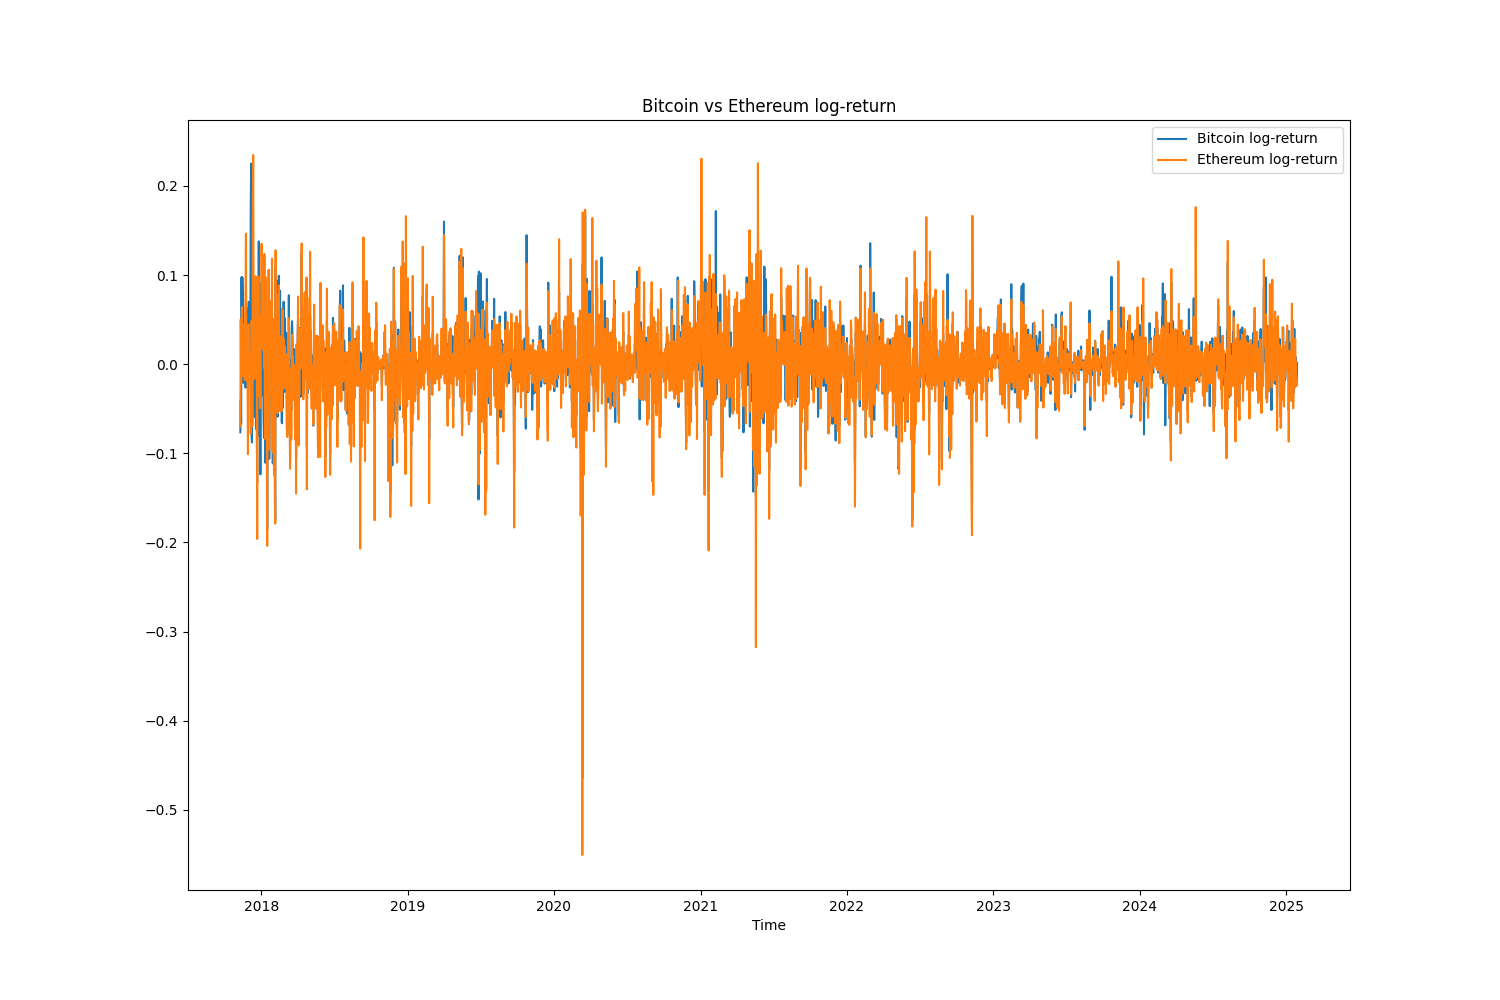 Bitcoin vs Ethereum log-return
Bitcoin log-return
Ethereum log-return
0.2
0.1
0.0
−0.1
−0.2
−0.3
−0.4
−0.5
2018 2019 2020 2021 2022 2023 2024 2025
Time